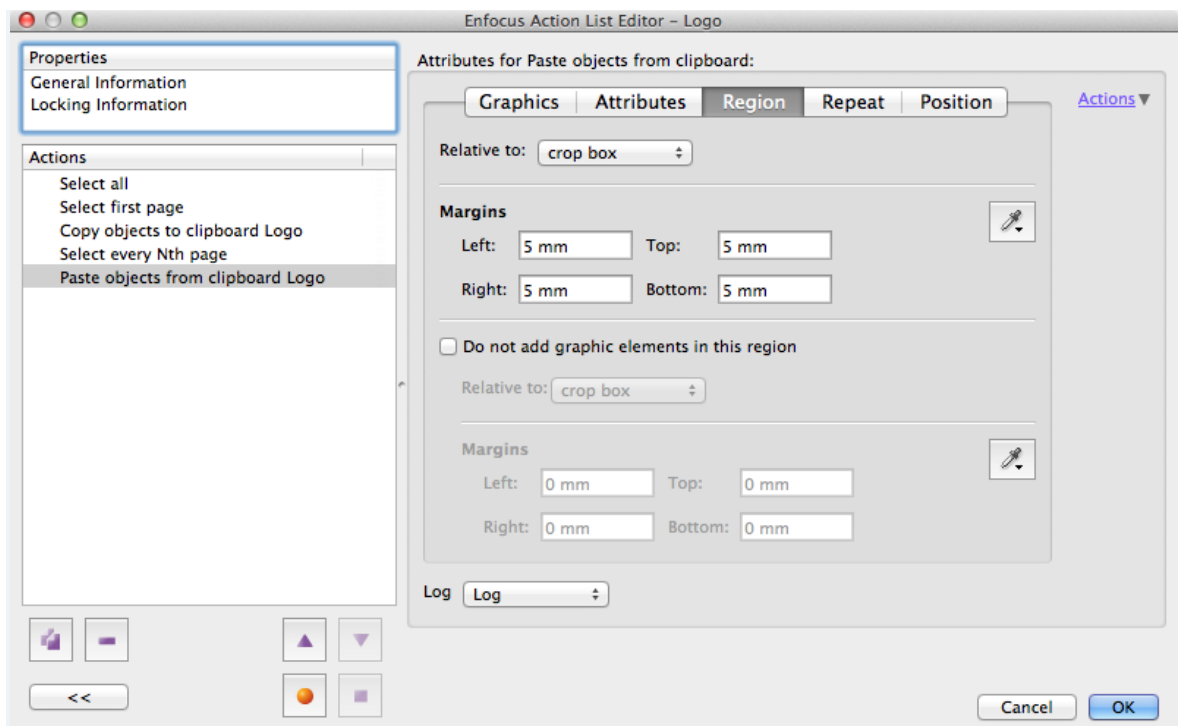 Enfocus Action List Editor – Logo
Properties
General Information
Locking Information
Actions
Select all
Select first page
Copy objects to clipboard Logo
Select every Nth page
Paste objects from clipboard Logo
<<
Attributes for Paste objects from clipboard:
Graphics Attributes Region Repeat Position
Actions▼
Relative to: crop box
Margins
Left: 5 mm Top: 5 mm
Right: 5 mm Bottom: 5 mm
Do not add graphic elements in this region
Relative to: crop box
Margins
Left: 0 mm Top: 0 mm
Right: 0 mm Bottom: 0 mm
Log Log
Cancel OK